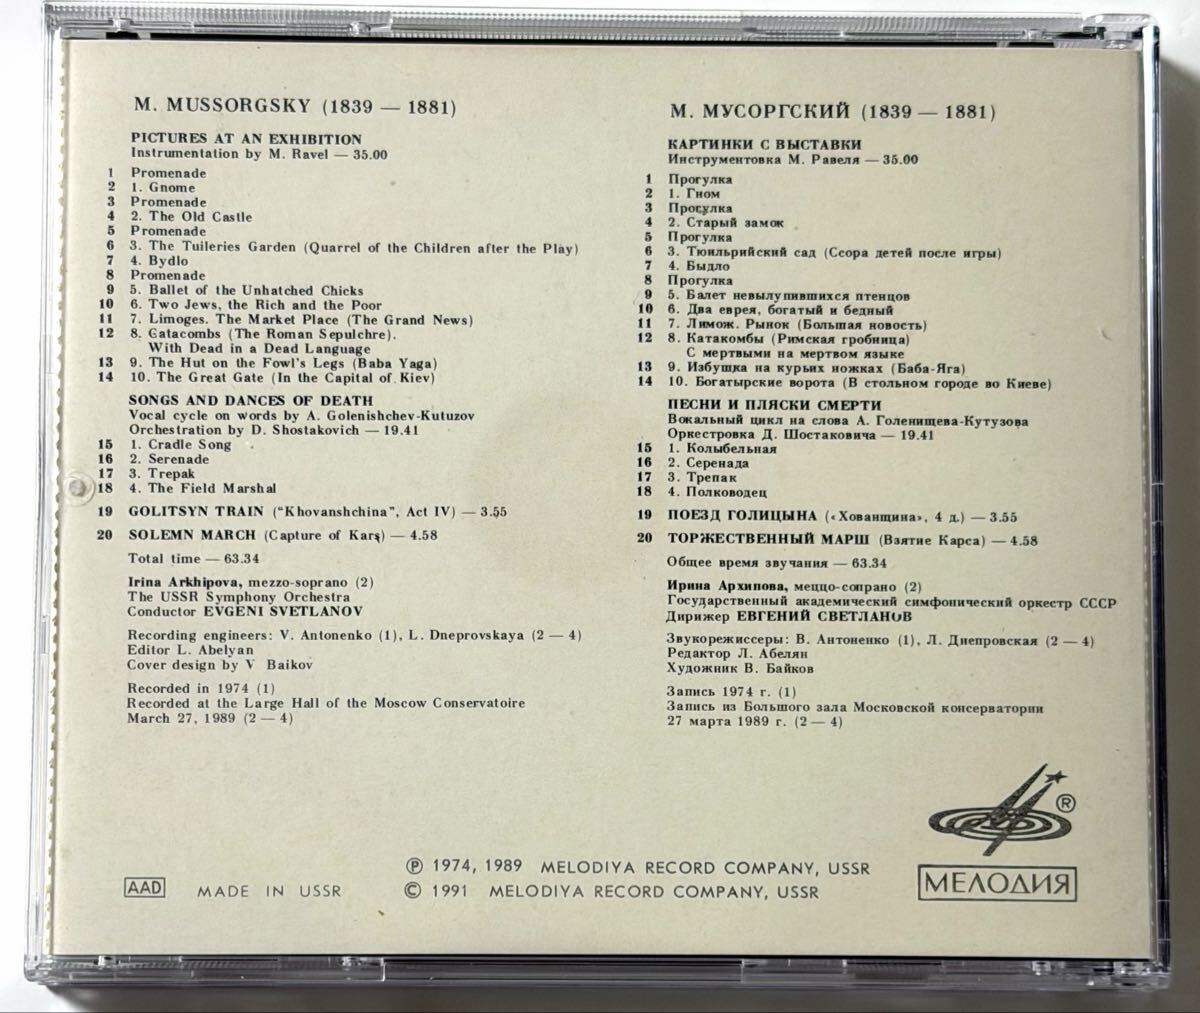 M. MUSSORGSKY (1839 — 1881)
PICTURES AT AN EXHIBITION
Instrumentation by M. Ravel — 35.00
1 Promenade
2 1. Gnome
3 Promenade
4 2. The Old Castle
5 Promenade
6 3. The Tuileries Garden (Quarrel of the Children after the Play)
7 4. Bydlo
8 Promenade
9 5. Ballet of the Unhatched Chicks
10 6. Two Jews, the Rich and the Poor
11 7. Limoges. The Market Place (The Grand News)
12 8. Catacombs (The Roman Sepulchre).
With Dead in a Dead Language
13 9. The Hut on the Fowl's Legs (Baba Yaga)
14 10. The Great Gate (In the Capital of Kiev)
SONGS AND DANCES OF DEATH
Vocal cycle on words by A. Golenishchev-Kutuzov
Orchestration by D. Shostakovich — 19.41
15 1. Cradle Song
16 2. Serenade
17 3. Trepak
18 4. The Field Marshal
19 GOLITSYN TRAIN ("Khovanshchina", Act IV) — 3.55
20 SOLEMN MARCH (Capture of Kars) — 4.58
Total time — 63.34
Irina Arkhipova, mezzo-soprano (2)
The USSR Symphony Orchestra
Conductor EVGENI SVETLANOV
Recording engineers: V. Antonenko (1), L. Dneprovskaya (2 — 4)
Editor L. Abelyan
Cover design by V Baikov
Recorded in 1974 (1)
Recorded at the Large Hall of the Moscow Conservatoire
March 27, 1989 (2 — 4)
М. МУСОРГСКИЙ (1839 — 1881)
КАРТИНКИ С ВЫСТАВКИ
Инструментовка М. Равеля — 35.00
1 Прогулка
2 1. Гном
3 Прогулка
4 2. Старый замок
5 Прогулка
6 3. Тюильрийский сад (Ссора детей после игры)
7 4. Быдло
8 Прогулка
9 5. Балет невылупившихся птенцов
10 6. Два еврея, богатый и бедный
11 7. Лимож. Рынок (Большая новость)
12 8. Катакомбы (Римская гробница)
С мертвыми на мертвом языке
13 9. Избушка на курьих ножках (Баба-Яга)
14 10. Богатырские ворота (В стольном городе во Киеве)
ПЕСНИ И ПЛЯСКИ СМЕРТИ
Вокальный цикл на слова А. Голенищева-Кутузова
Оркестровка Д. Шостаковича — 19.41
15 1. Колыбельная
16 2. Серенада
17 3. Трепак
18 4. Полководец
19 ПОЕЗД ГОЛИЦЫНА («Хованщина», 4 д.) — 3.55
20 ТОРЖЕСТВЕННЫЙ МАРШ (Взятие Карса) — 4.58
Общее время звучания — 63.34
Ирина Архипова, меццо-сопрано (2)
Государственный академический симфонический оркестр СССР
Дирижер ЕВГЕНИЙ СВЕТЛАНОВ
Звукорежиссеры: В. Антоненко (1), Л. Днепровская (2 — 4)
Редактор Л. Абелян
Художник В. Байков
Запись 1974 г. (1)
Запись из Большого зала Московской консерватории
27 марта 1989 г. (2 — 4)
®
МЕЛОДИЯ
AAD MADE IN USSR
℗ 1974, 1989 MELODIYA RECORD COMPANY, USSR
© 1991 MELODIYA RECORD COMPANY, USSR